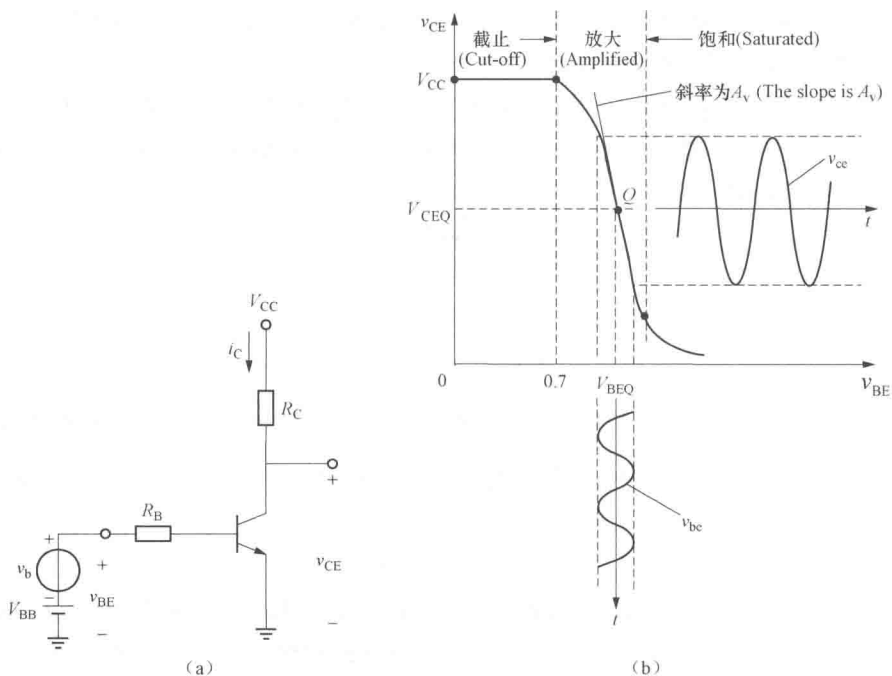 V_CC
i_C
R_C
+
R_B
v_b
+
−
V_BB
+
v_BE
−
v_CE
−
(a)
v_CE
截止
(Cut-off)
放大
(Amplified)
饱和(Saturated)
V_CC
斜率为A_v (The slope is A_v)
v_ce
Q
V_CEQ
t
0
0.7
V_BEQ
v_BE
v_be
t
(b)